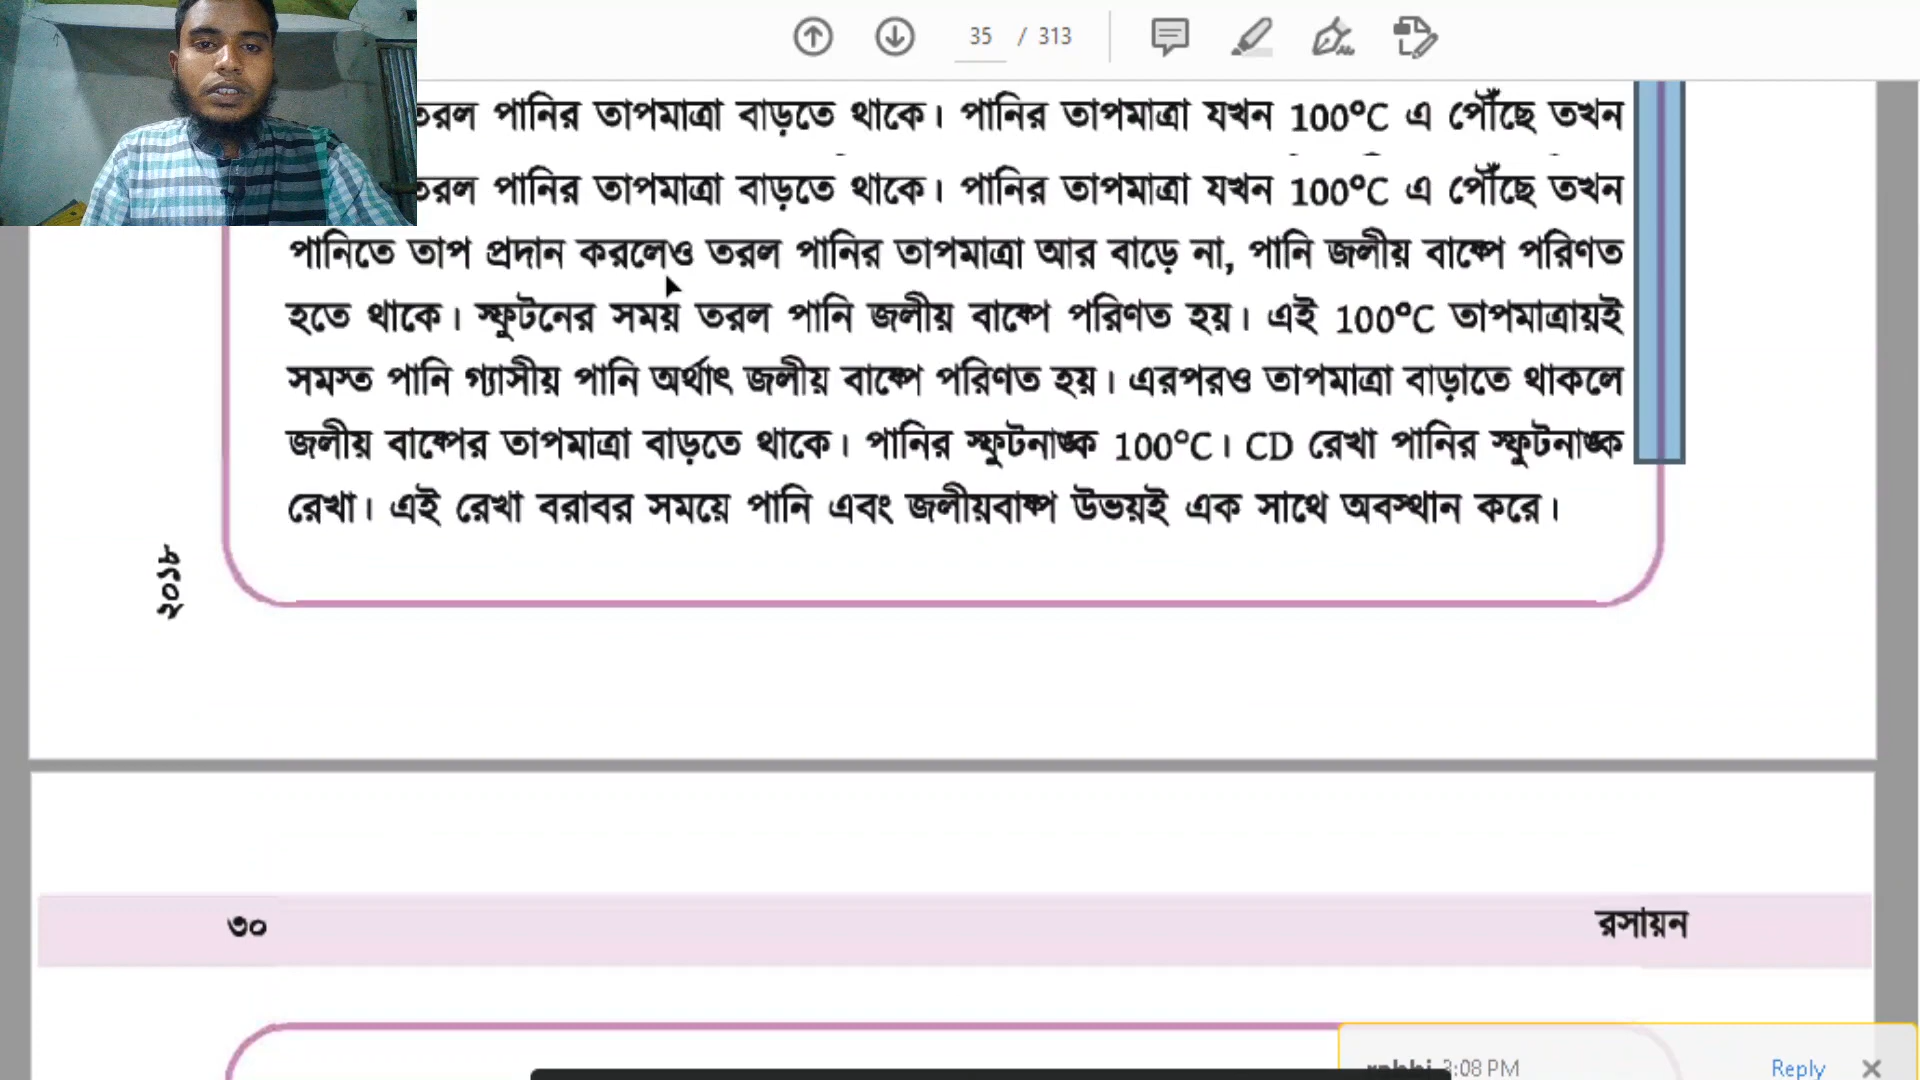 35 / 313
তরল পানির তাপমাত্রা বাড়তে থাকে। পানির তাপমাত্রা যখন 100°C এ পৌঁছে তখন
তরল পানির তাপমাত্রা বাড়তে থাকে। পানির তাপমাত্রা যখন 100°C এ পৌঁছে তখন
পানিতে তাপ প্রদান করলেও তরল পানির তাপমাত্রা আর বাড়ে না, পানি জলীয় বাষ্পে পরিণত
হতে থাকে। স্ফুটনের সময় তরল পানি জলীয় বাষ্পে পরিণত হয়। এই 100°C তাপমাত্রায়ই
সমস্ত পানি গ্যাসীয় পানি অর্থাৎ জলীয় বাষ্পে পরিণত হয়। এরপরও তাপমাত্রা বাড়াতে থাকলে
জলীয় বাষ্পের তাপমাত্রা বাড়তে থাকে। পানির স্ফুটনাঙ্ক 100°C। CD রেখা পানির স্ফুটনাঙ্ক
রেখা। এই রেখা বরাবর সময়ে পানি এবং জলীয়বাষ্প উভয়ই এক সাথে অবস্থান করে।
২০১৮
৩০ রসায়ন
3:08 PM Reply